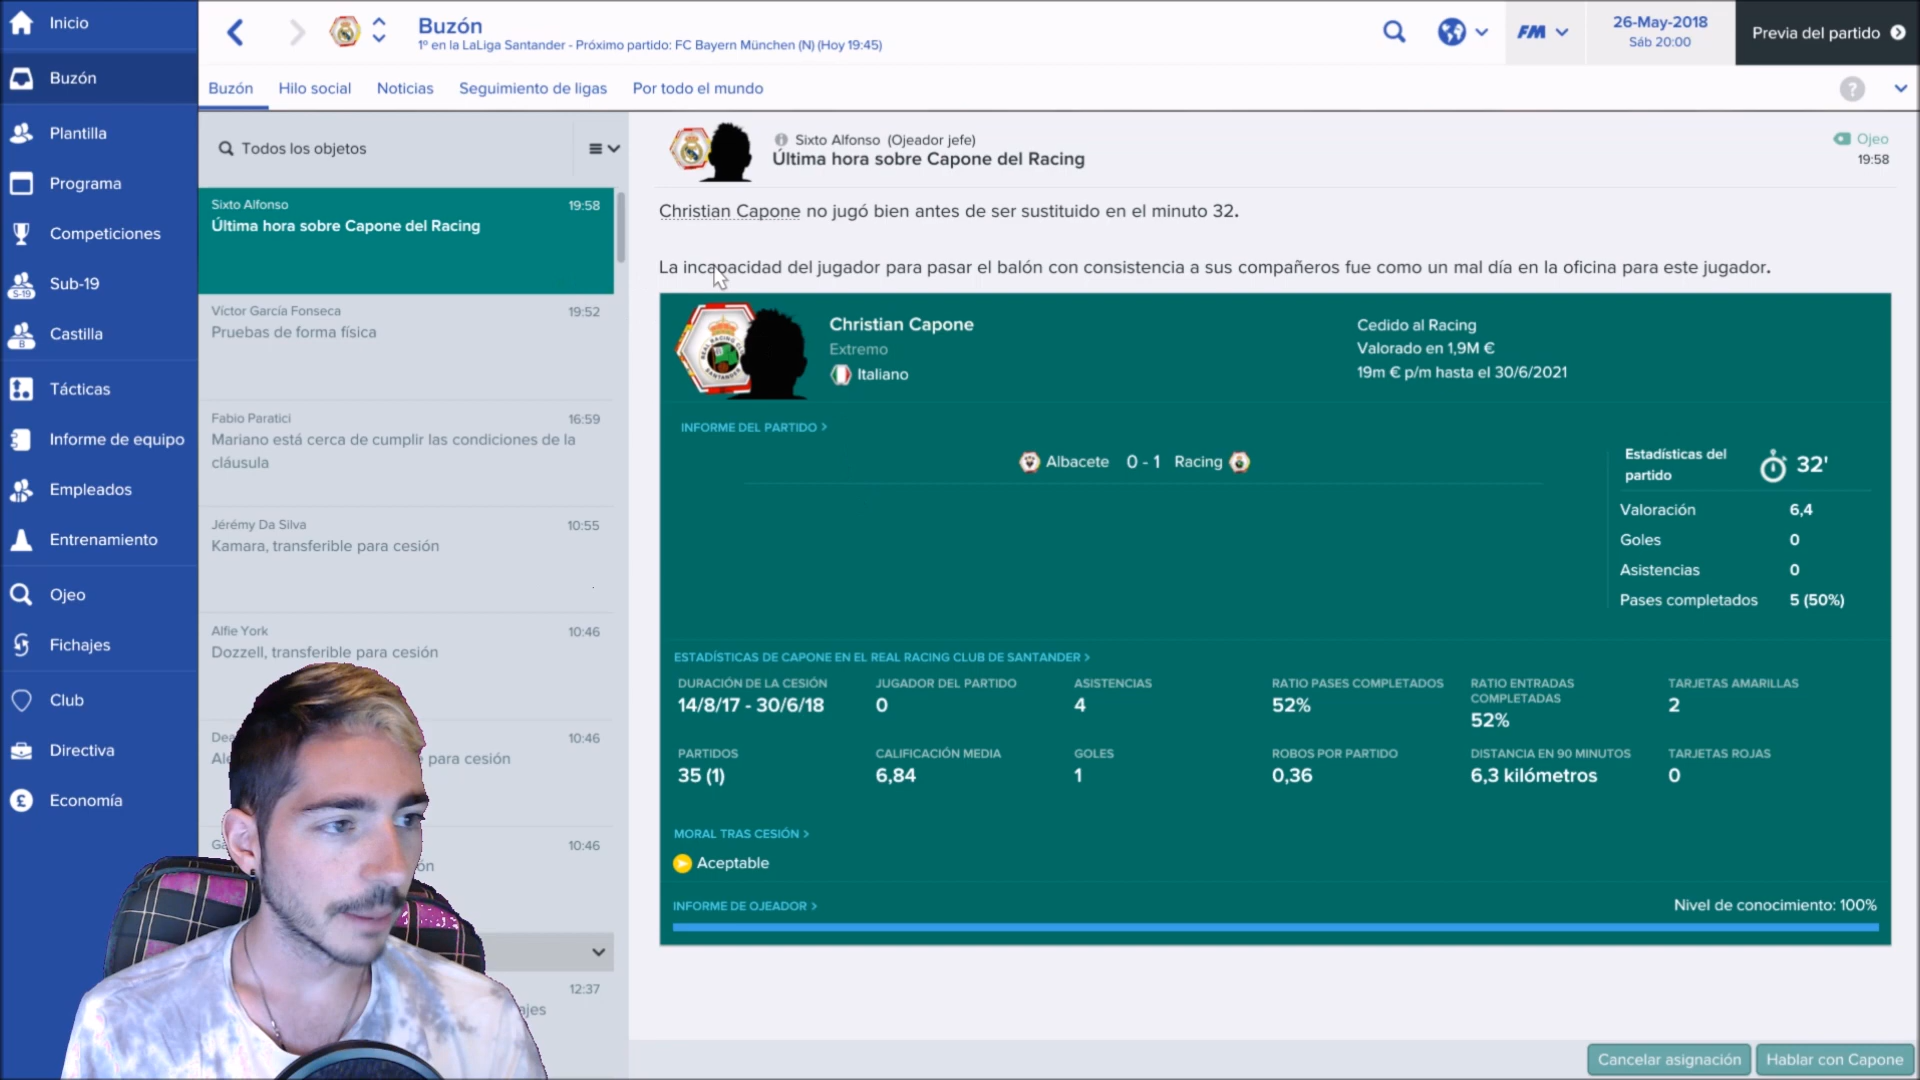 Inicio
Buzón
1º en la LaLiga Santander - Próximo partido: FC Bayern München (N) (Hoy 19:45)
FM
26-May-2018
Sáb 20:00
Previa del partido
Buzón
Plantilla
Programa
Competiciones
Sub-19
S-19
Castilla
B
Tácticas
Informe de equipo
Empleados
Entrenamiento
Ojeo
Fichajes
Club
Directiva
Economía
Buzón
Hilo social
Noticias
Seguimiento de ligas
Por todo el mundo
?
Todos los objetos
Sixto Alfonso
19:58
Última hora sobre Capone del Racing
Víctor García Fonseca
19:52
Pruebas de forma física
Fabio Paratici
16:59
Mariano está cerca de cumplir las condiciones de la
cláusula
Jérémy Da Silva
10:55
Kamara, transferible para cesión
Alfie York
10:46
Dozzell, transferible para cesión
10:46
para cesión
10:46
12:37
Sixto Alfonso (Ojeador jefe)
Última hora sobre Capone del Racing
Ojeo
19:58
Christian Capone no jugó bien antes de ser sustituido en el minuto 32.
La incapacidad del jugador para pasar el balón con consistencia a sus compañeros fue como un mal día en la oficina para este jugador.
Christian Capone
Extremo
Italiano
Cedido al Racing
Valorado en 1,9M €
19m € p/m hasta el 30/6/2021
INFORME DEL PARTIDO >
Albacete 0 - 1 Racing
Estadísticas del
partido
32'
Valoración 6,4
Goles 0
Asistencias 0
Pases completados 5 (50%)
ESTADÍSTICAS DE CAPONE EN EL REAL RACING CLUB DE SANTANDER >
DURACIÓN DE LA CESIÓN
14/8/17 - 30/6/18
JUGADOR DEL PARTIDO
0
ASISTENCIAS
4
RATIO PASES COMPLETADOS
52%
RATIO ENTRADAS
COMPLETADAS
52%
TARJETAS AMARILLAS
2
PARTIDOS
35 (1)
CALIFICACIÓN MEDIA
6,84
GOLES
1
ROBOS POR PARTIDO
0,36
DISTANCIA EN 90 MINUTOS
6,3 kilómetros
TARJETAS ROJAS
0
MORAL TRAS CESIÓN >
Aceptable
INFORME DE OJEADOR >
Nivel de conocimiento: 100%
Cancelar asignación
Hablar con Capone